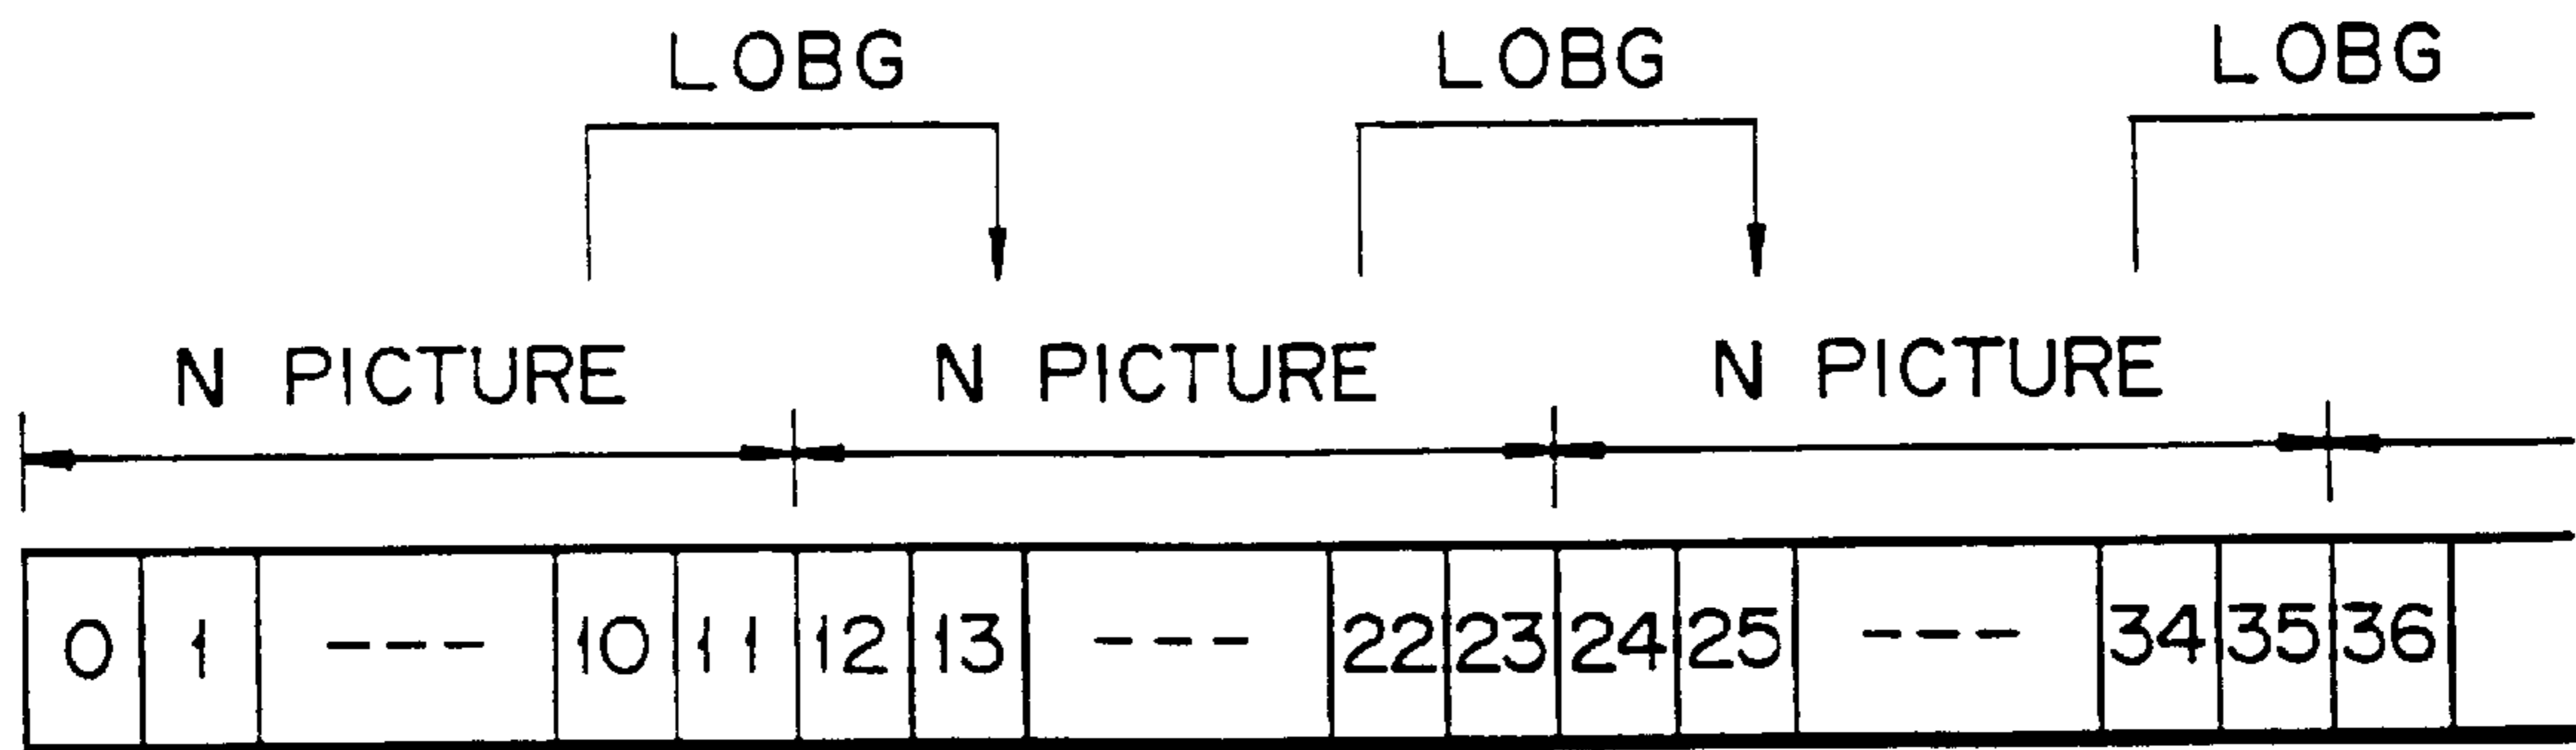 LOBG LOBG LOBG
N PICTURE N PICTURE N PICTURE
0 1 --- 10 11 12 13 --- 22 23 24 25 --- 34 35 36